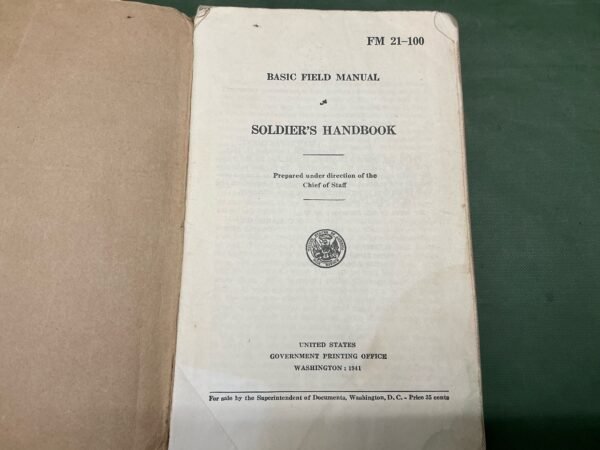 FM 21-100
BASIC FIELD MANUAL
SOLDIER'S HANDBOOK
Prepared under direction of the
Chief of Staff
UNITED STATES
GOVERNMENT PRINTING OFFICE
WASHINGTON : 1941
For sale by the Superintendent of Documents, Washington, D. C. - Price 35 cents